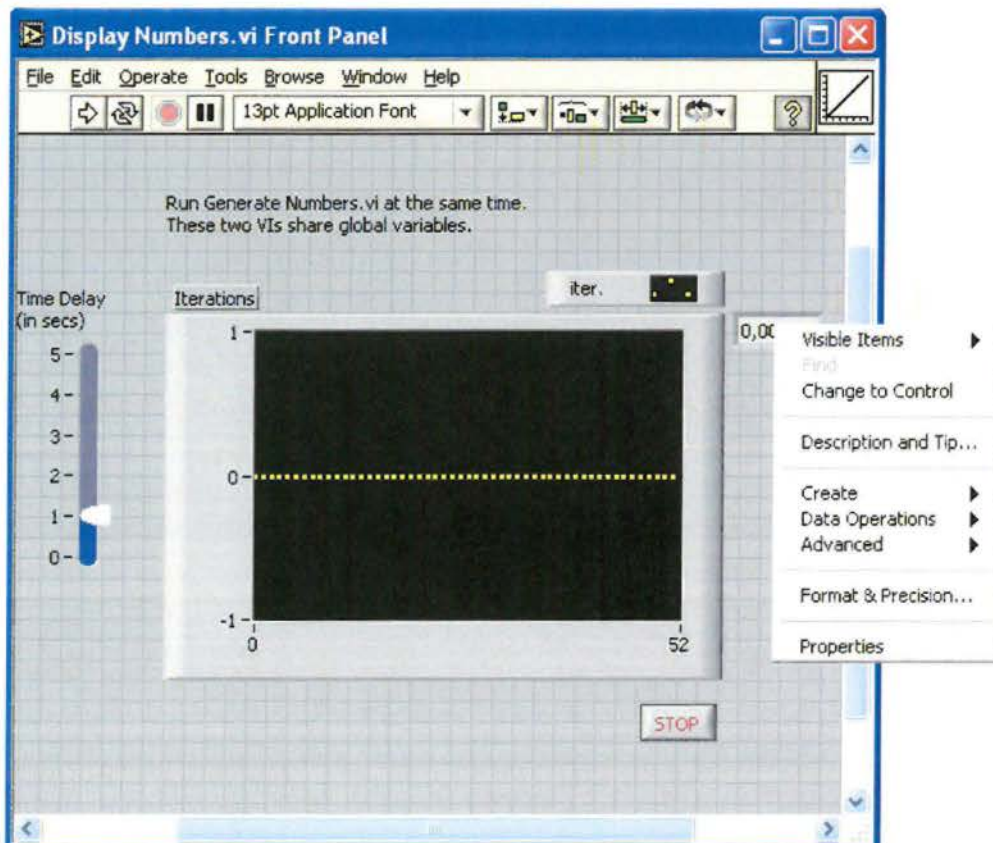 Display Numbers.vi Front Panel
File Edit Operate Tools Browse Window Help
13pt Application Font
?
Run Generate Numbers.vi at the same time.
These two VIs share global variables.
iter.
Time Delay
(in secs)
Iterations
5
4
3
2
1
0
1
0
-1
0
52
0,00
Visible Items
Find
Change to Control
Description and Tip...
Create
Data Operations
Advanced
Format & Precision...
Properties
STOP